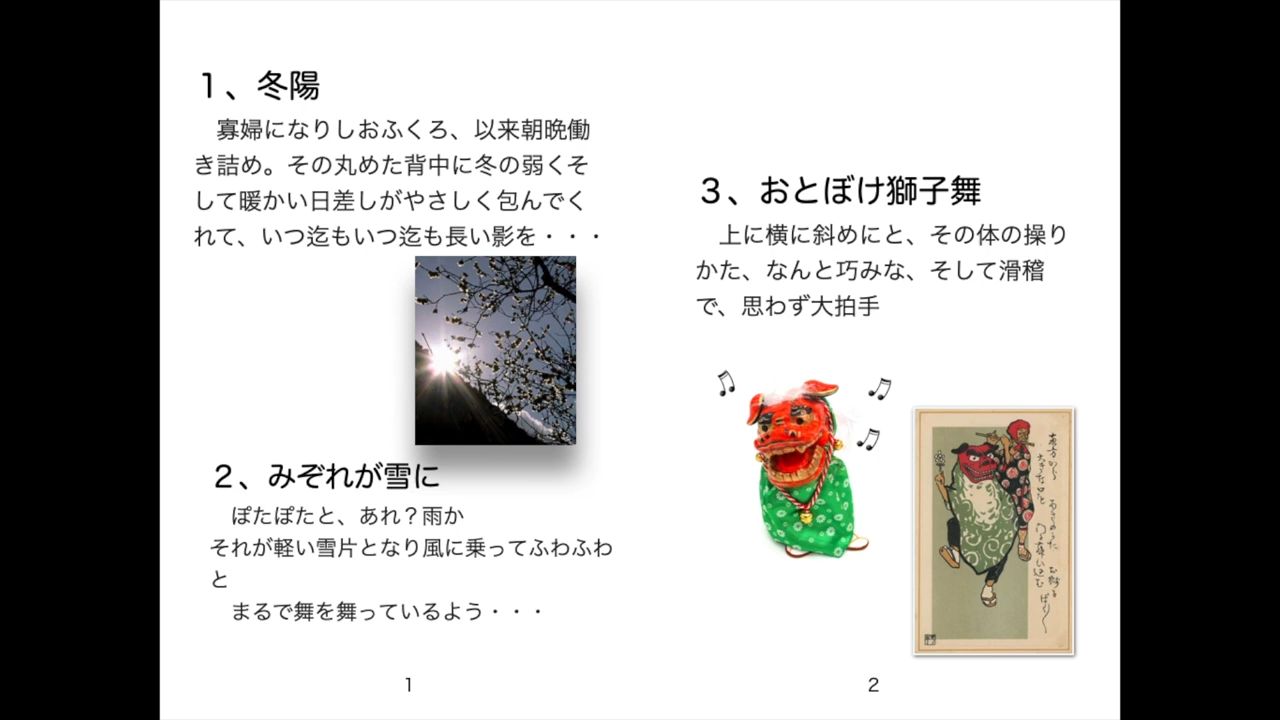 １、冬陽
寡婦になりしおふくろ、以来朝晩働
き詰め。その丸めた背中に冬の弱くそ
して暖かい日差しがやさしく包んでく
れて、いつ迄もいつ迄も長い影を・・・
２、みぞれが雪に
ぽたぽたと、あれ？雨か
それが軽い雪片となり風に乗ってふわふわ
と
まるで舞を舞っているよう・・・
1
３、おとぼけ獅子舞
上に横に斜めにと、その体の操り
かた、なんと巧みな、そして滑稽
で、思わず大拍手
2